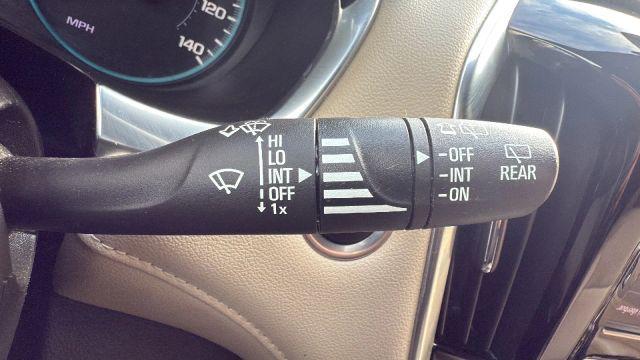 120
MPH
140
HI
LO
INT
OFF
1x
OFF
INT
ON
REAR